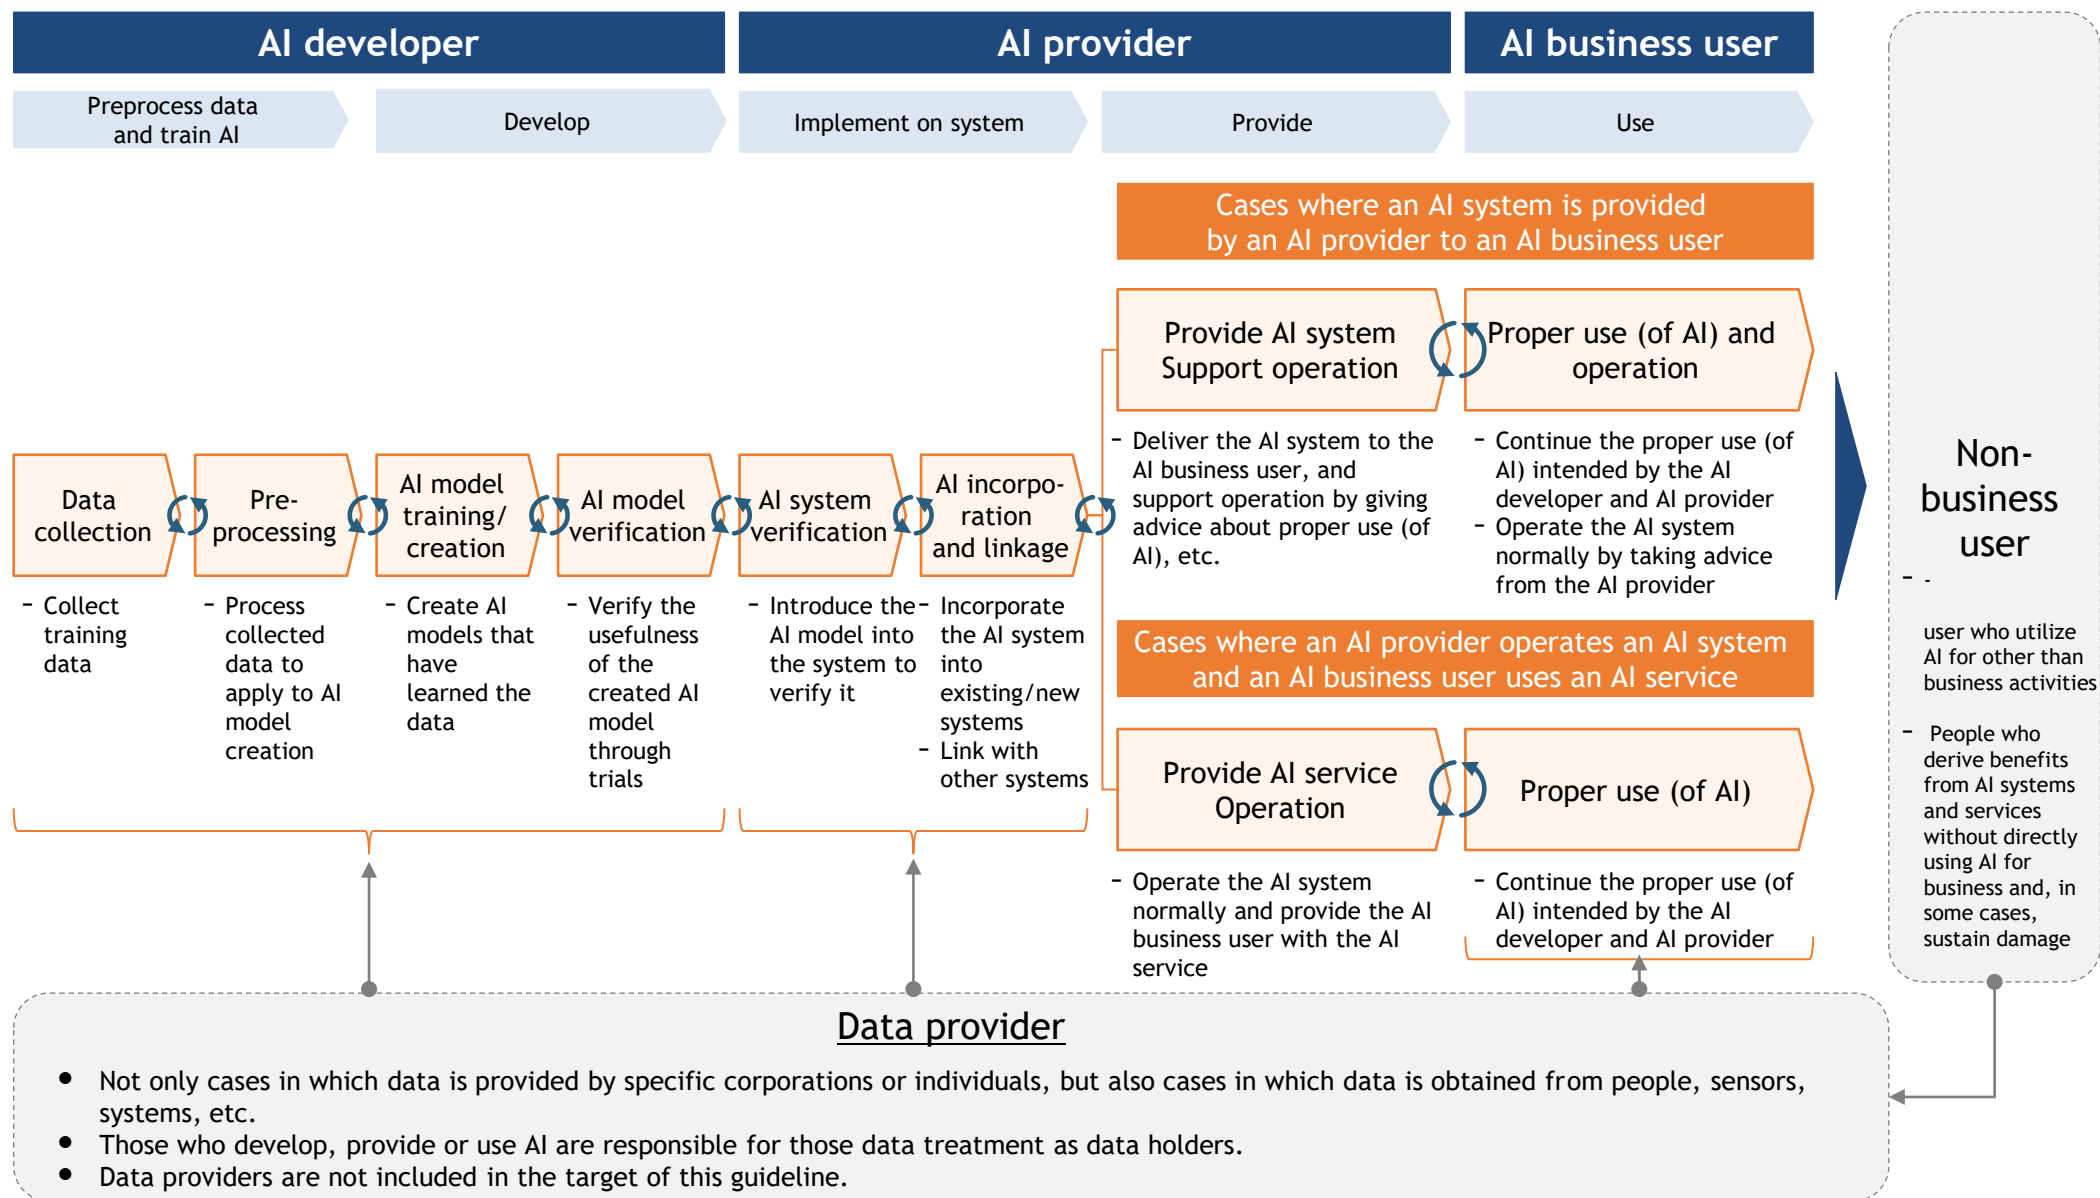 AI developer
AI provider
AI business user
Preprocess data
and train AI
Develop
Implement on system
Provide
Use
Cases where an AI system is provided
by an AI provider to an AI business user
Provide AI system
Support operation
Proper use (of AI) and
operation
- Deliver the AI system to the
AI business user, and
support operation by giving
advice about proper use (of
AI), etc.
- Continue the proper use (of
AI) intended by the AI
developer and AI provider
- Operate the AI system
normally by taking advice
from the AI provider
Data
collection
Pre-
processing
AI model
training/
creation
AI model
verification
AI system
verification
AI incorpo-
ration
and linkage
- Collect
training
data
- Process
collected
data to
apply to AI
model
creation
- Create AI
models that
have
learned the
data
- Verify the
usefulness
of the
created AI
model
through
trials
- Introduce the
AI model into
the system to
verify it
- Incorporate
the AI system
into
existing/new
systems
- Link with
other systems
Cases where an AI provider operates an AI system
and an AI business user uses an AI service
Provide AI service
Operation
Proper use (of AI)
- Operate the AI system
normally and provide the AI
business user with the AI
service
- Continue the proper use (of
AI) intended by the AI
developer and AI provider
Non-
business
user
- -
user who utilize
AI for other than
business activities
- People who
derive benefits
from AI systems
and services
without directly
using AI for
business and, in
some cases,
sustain damage
Data provider
• Not only cases in which data is provided by specific corporations or individuals, but also cases in which data is obtained from people, sensors,
systems, etc.
• Those who develop, provide or use AI are responsible for those data treatment as data holders.
• Data providers are not included in the target of this guideline.